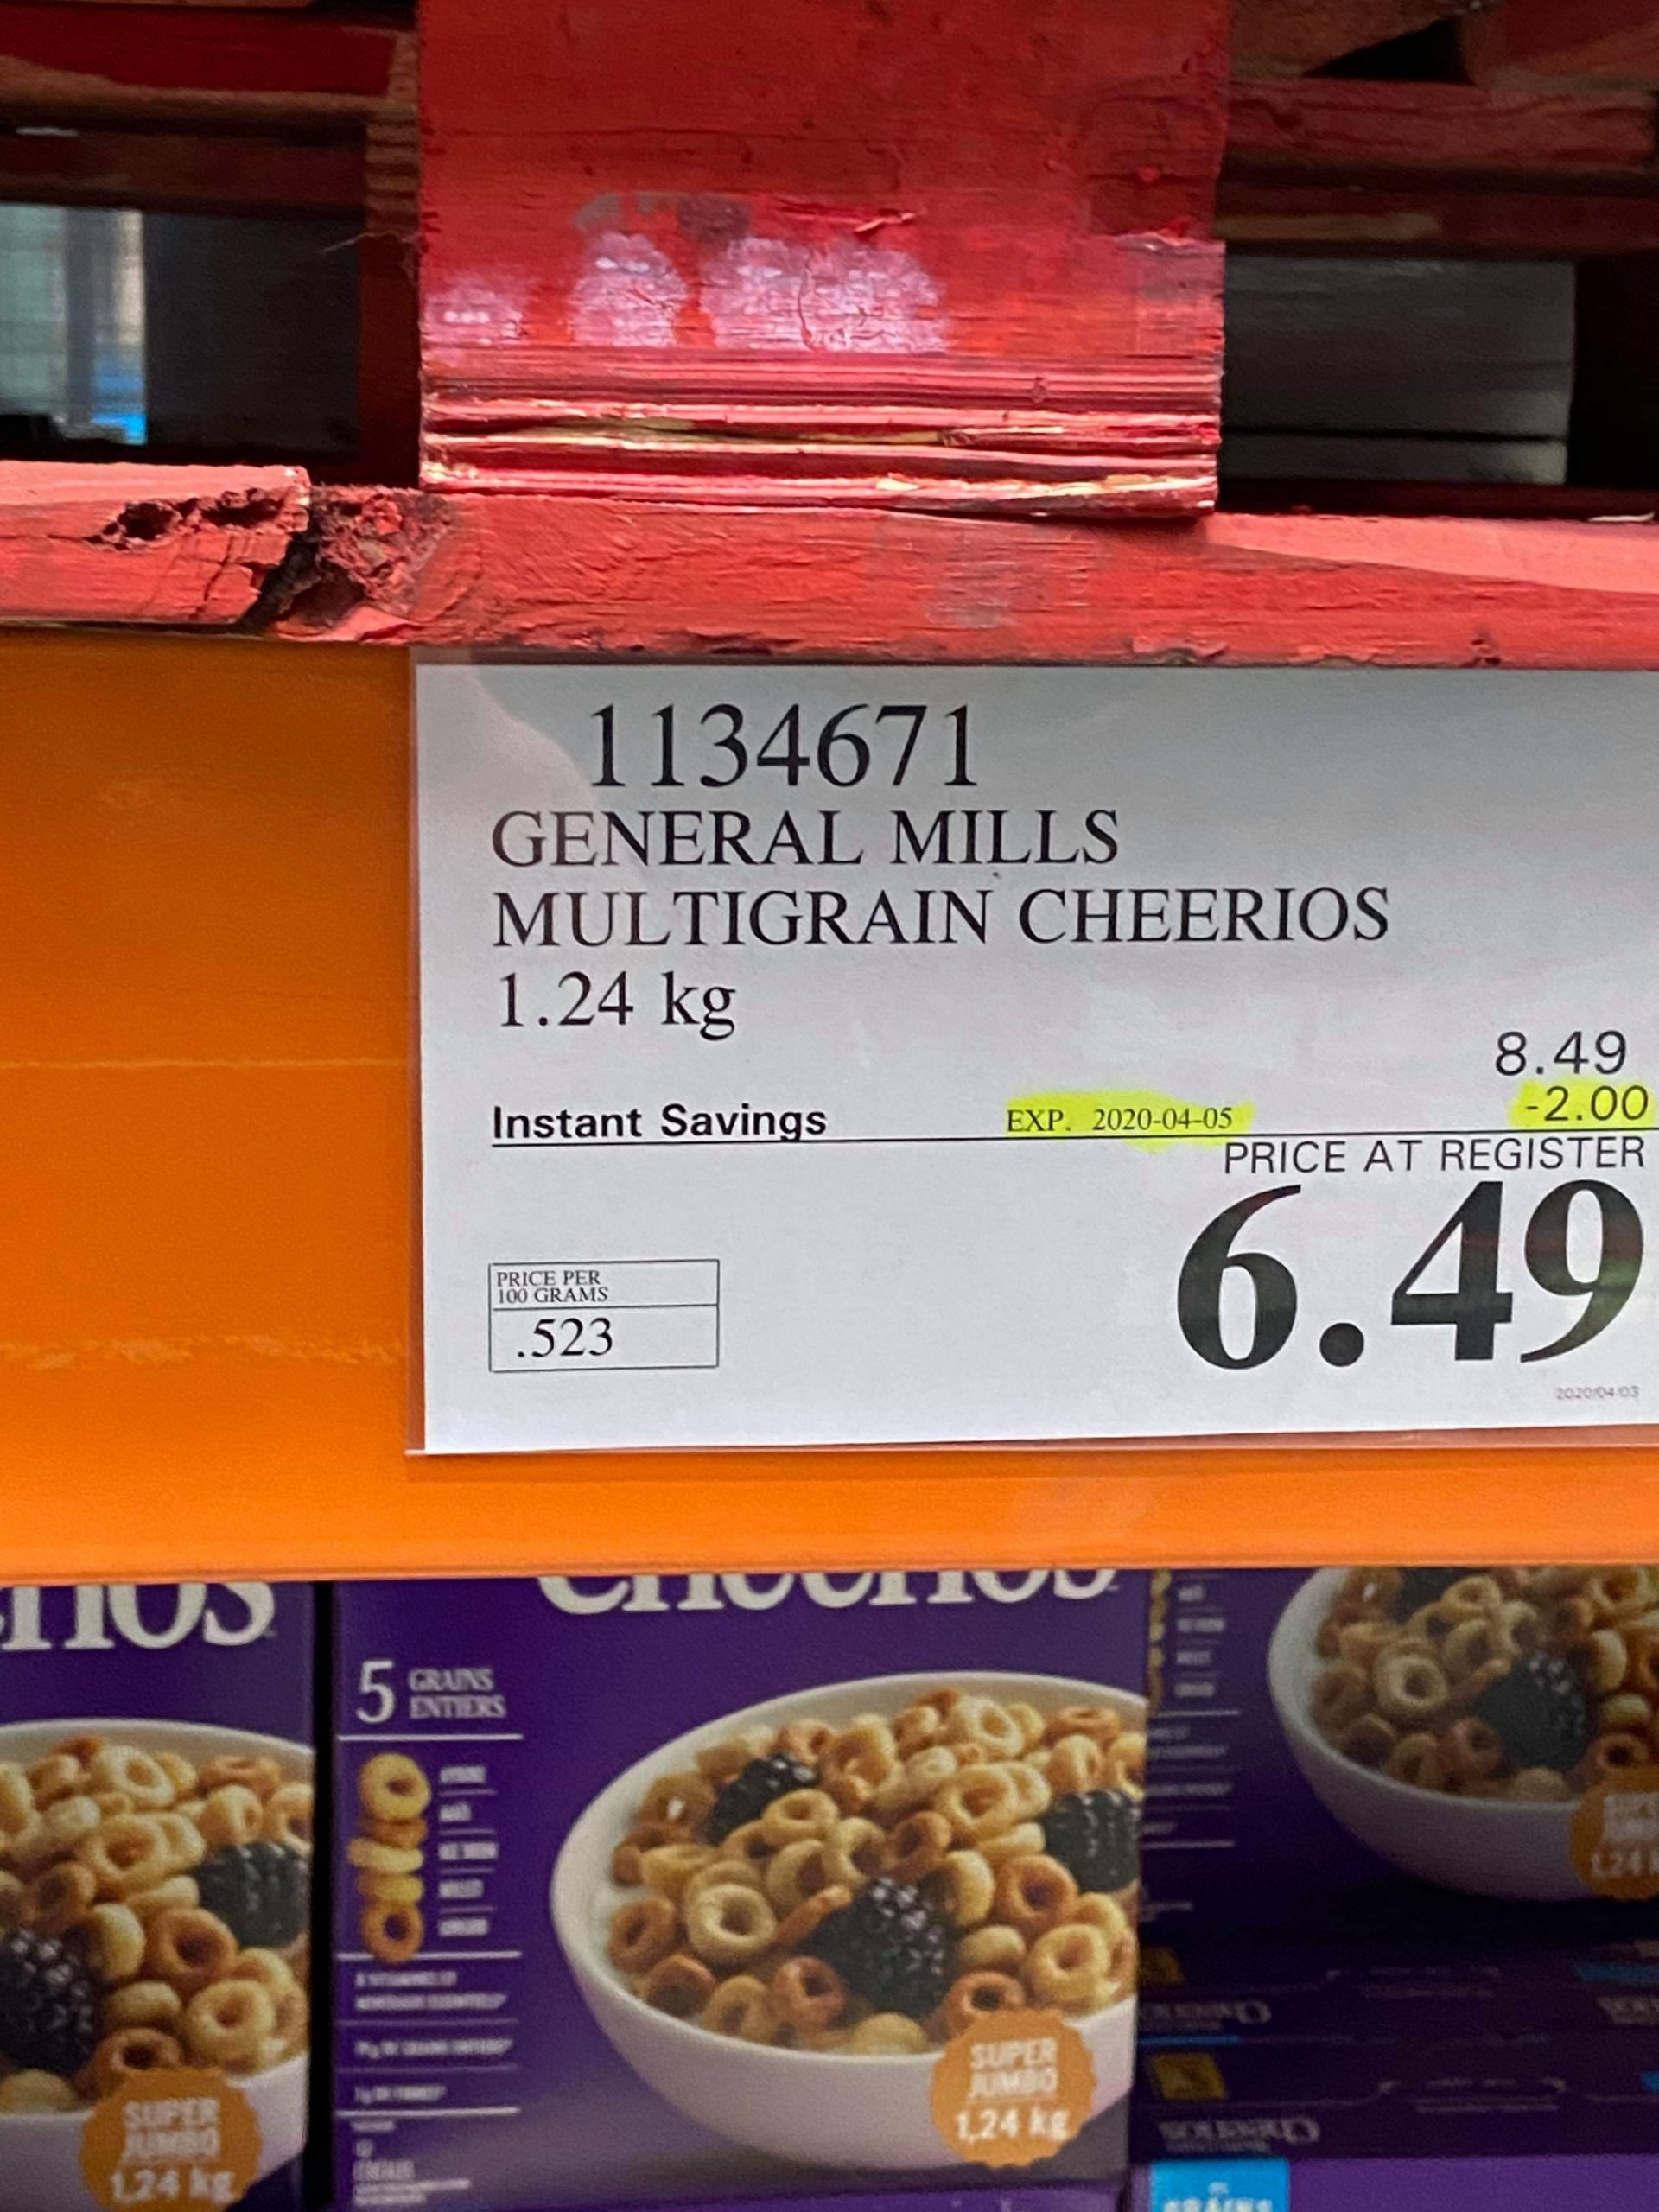 1134671
GENERAL MILLS
MULTIGRAIN CHEERIOS
1.24 kg
8.49
Instant Savings EXP. 2020-04-05 -2.00
PRICE AT REGISTER
6.49
PRICE PER
100 GRAMS
.523
2020/04/03
Cheerios
5 GRAINS
ENTIERS
SUPER
JUMBO
1,24 kg
SUPER
JUMBO
1,24 kg